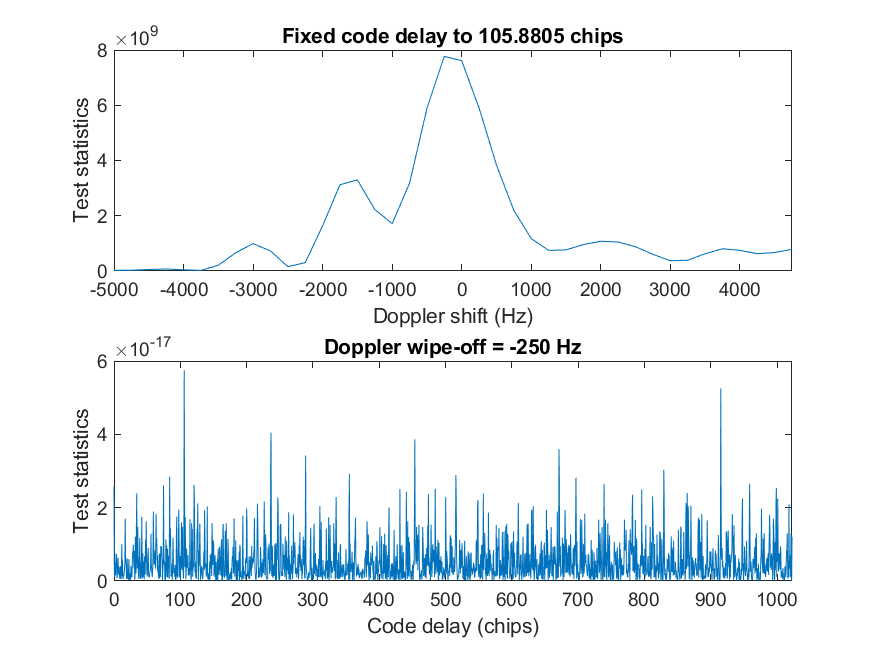 ×10^9
Fixed code delay to 105.8805 chips
8
6
4
2
0
Test statistics
-5000 -4000 -3000 -2000 -1000 0 1000 2000 3000 4000
Doppler shift (Hz)
×10^-17
Doppler wipe-off = -250 Hz
6
4
2
0
Test statistics
0 100 200 300 400 500 600 700 800 900 1000
Code delay (chips)